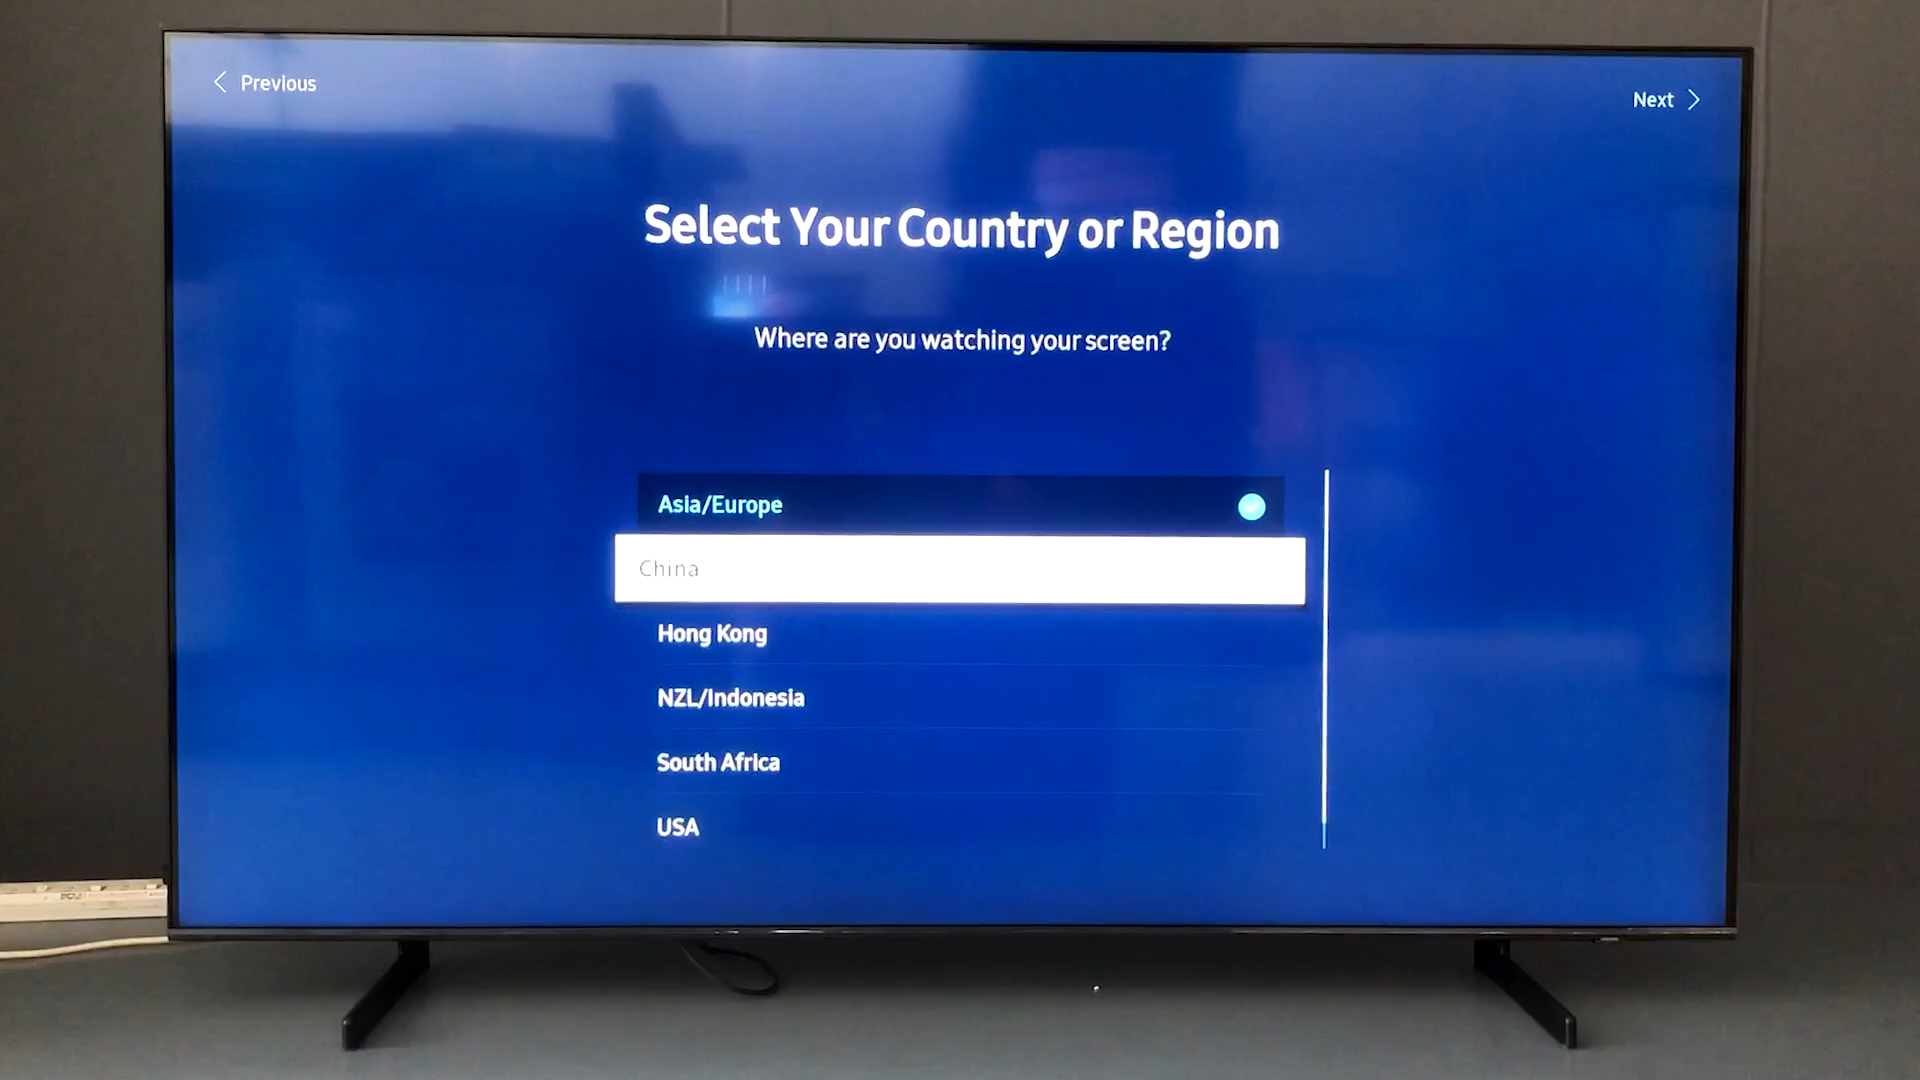 Previous
Next
Select Your Country or Region
Where are you watching your screen?
Asia/Europe
China
Hong Kong
NZL/Indonesia
South Africa
USA